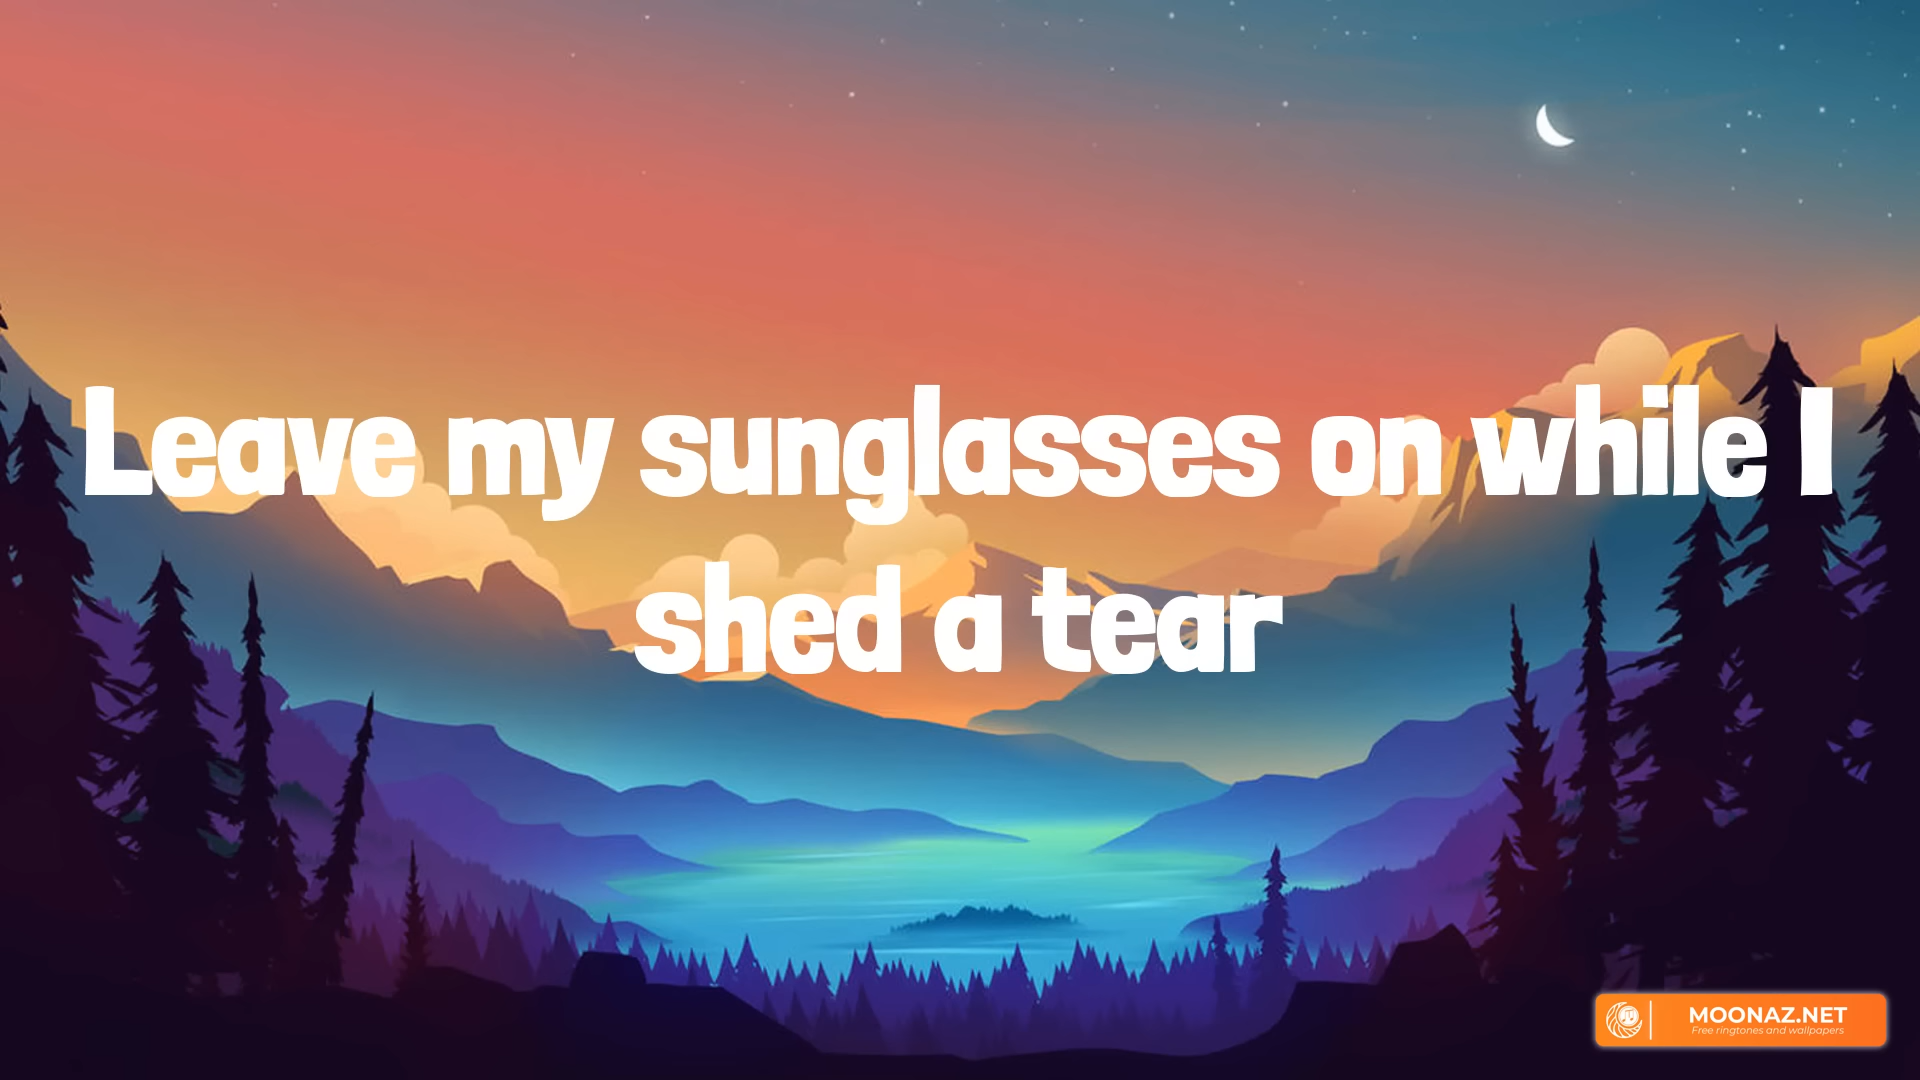 Leave my sunglasses on while I
shed a tear
MOONAZ.NET
Free ringtones and wallpapers